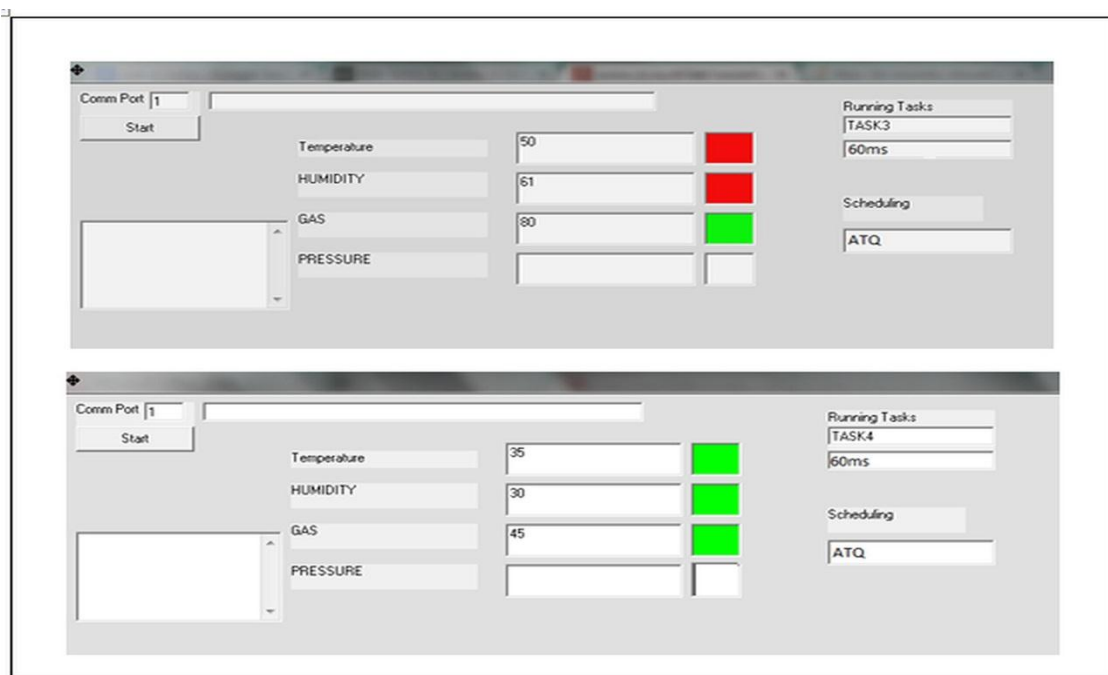 Comm Port 1
Start
Running Tasks
TASK3
60ms
Temperature 50
HUMIDITY 61
GAS 80
PRESSURE
Scheduling
ATQ
Comm Port 1
Start
Running Tasks
TASK4
60ms
Temperature 35
HUMIDITY 30
GAS 45
PRESSURE
Scheduling
ATQ